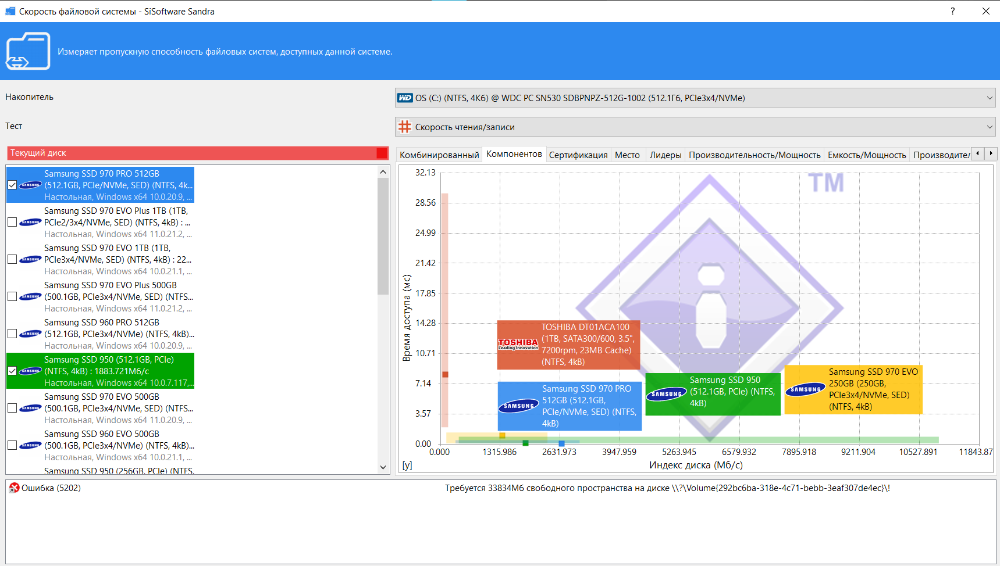 Скорость файловой системы - SiSoftware Sandra
?
Измеряет пропускную способность файловых систем, доступных данной системе.
Накопитель
WD OS (C:) (NTFS, 4Кб) @ WDC PC SN530 SDBPNPZ-512G-1002 (512.1Гб, PCIe3x4/NVMe)
Тест
Скорость чтения/записи
Текущий диск
SAMSUNG
Samsung SSD 970 PRO 512GB
(512.1GB, PCIe/NVMe, SED) (NTFS, 4k...
Настольная, Windows x64 10.0.20.9, ...
SAMSUNG
Samsung SSD 970 EVO Plus 1TB (1TB,
PCIe2/3x4/NVMe, SED) (NTFS, 4kB) : ...
Настольная, Windows x64 11.0.21.2, ...
SAMSUNG
Samsung SSD 970 EVO 1TB (1TB,
PCIe3x4/NVMe, SED) (NTFS, 4kB) : 22...
Настольная, Windows x64 10.0.21.1, ...
SAMSUNG
Samsung SSD 970 EVO Plus 500GB
(500.1GB, PCIe3x4/NVMe, SED) (NTFS...
Настольная, Windows x64 11.0.21.2, ...
SAMSUNG
Samsung SSD 960 PRO 512GB
(512.1GB, PCIe3x4/NVMe) (NTFS, 4kB)...
Настольная, Windows x64 10.0.20.9, ...
SAMSUNG
Samsung SSD 950 (512.1GB, PCIe)
(NTFS, 4kB) : 1883.721Мб/с
Настольная, Windows x64 10.0.7.117,...
SAMSUNG
Samsung SSD 970 EVO 500GB
(500.1GB, PCIe3x4/NVMe, SED) (NTFS...
Настольная, Windows x64 11.0.20.9, ...
SAMSUNG
Samsung SSD 960 EVO 500GB
(500.1GB, PCIe3x4/NVMe) (NTFS, 4kB)...
Настольная, Windows x64 10.0.21.1, ...
Samsung SSD 950 (256GB, PCIe) (NTFS,
Комбинированный Компонентов Сертификация Место Лидеры Производительность/Мощность Емкость/Мощность Производител
TM
32.13
28.56
24.99
21.42
17.85
14.28
10.71
7.14
3.57
0.00
Время доступа (мс)
TOSHIBA
Leading Innovation
TOSHIBA DT01ACA100
(1TB, SATA300/600, 3.5",
7200rpm, 23MB Cache)
(NTFS, 4kB)
SAMSUNG
Samsung SSD 970 PRO
512GB (512.1GB,
PCIe/NVMe, SED) (NTFS,
4kB)
SAMSUNG
Samsung SSD 950
(512.1GB, PCIe) (NTFS,
4kB)
SAMSUNG
Samsung SSD 970 EVO
250GB (250GB,
PCIe3x4/NVMe, SED)
(NTFS, 4kB)
0.000 1315.986 2631.973 3947.959 5263.945 6579.932 7895.918 9211.904 10527.891 11843.87
[y]
Индекс диска (Мб/с)
Ошибка (5202)
Требуется 33834Мб свободного пространства на диске \\?\Volume{292bc6ba-318e-4c71-bebb-3eaf307de4ec}\!